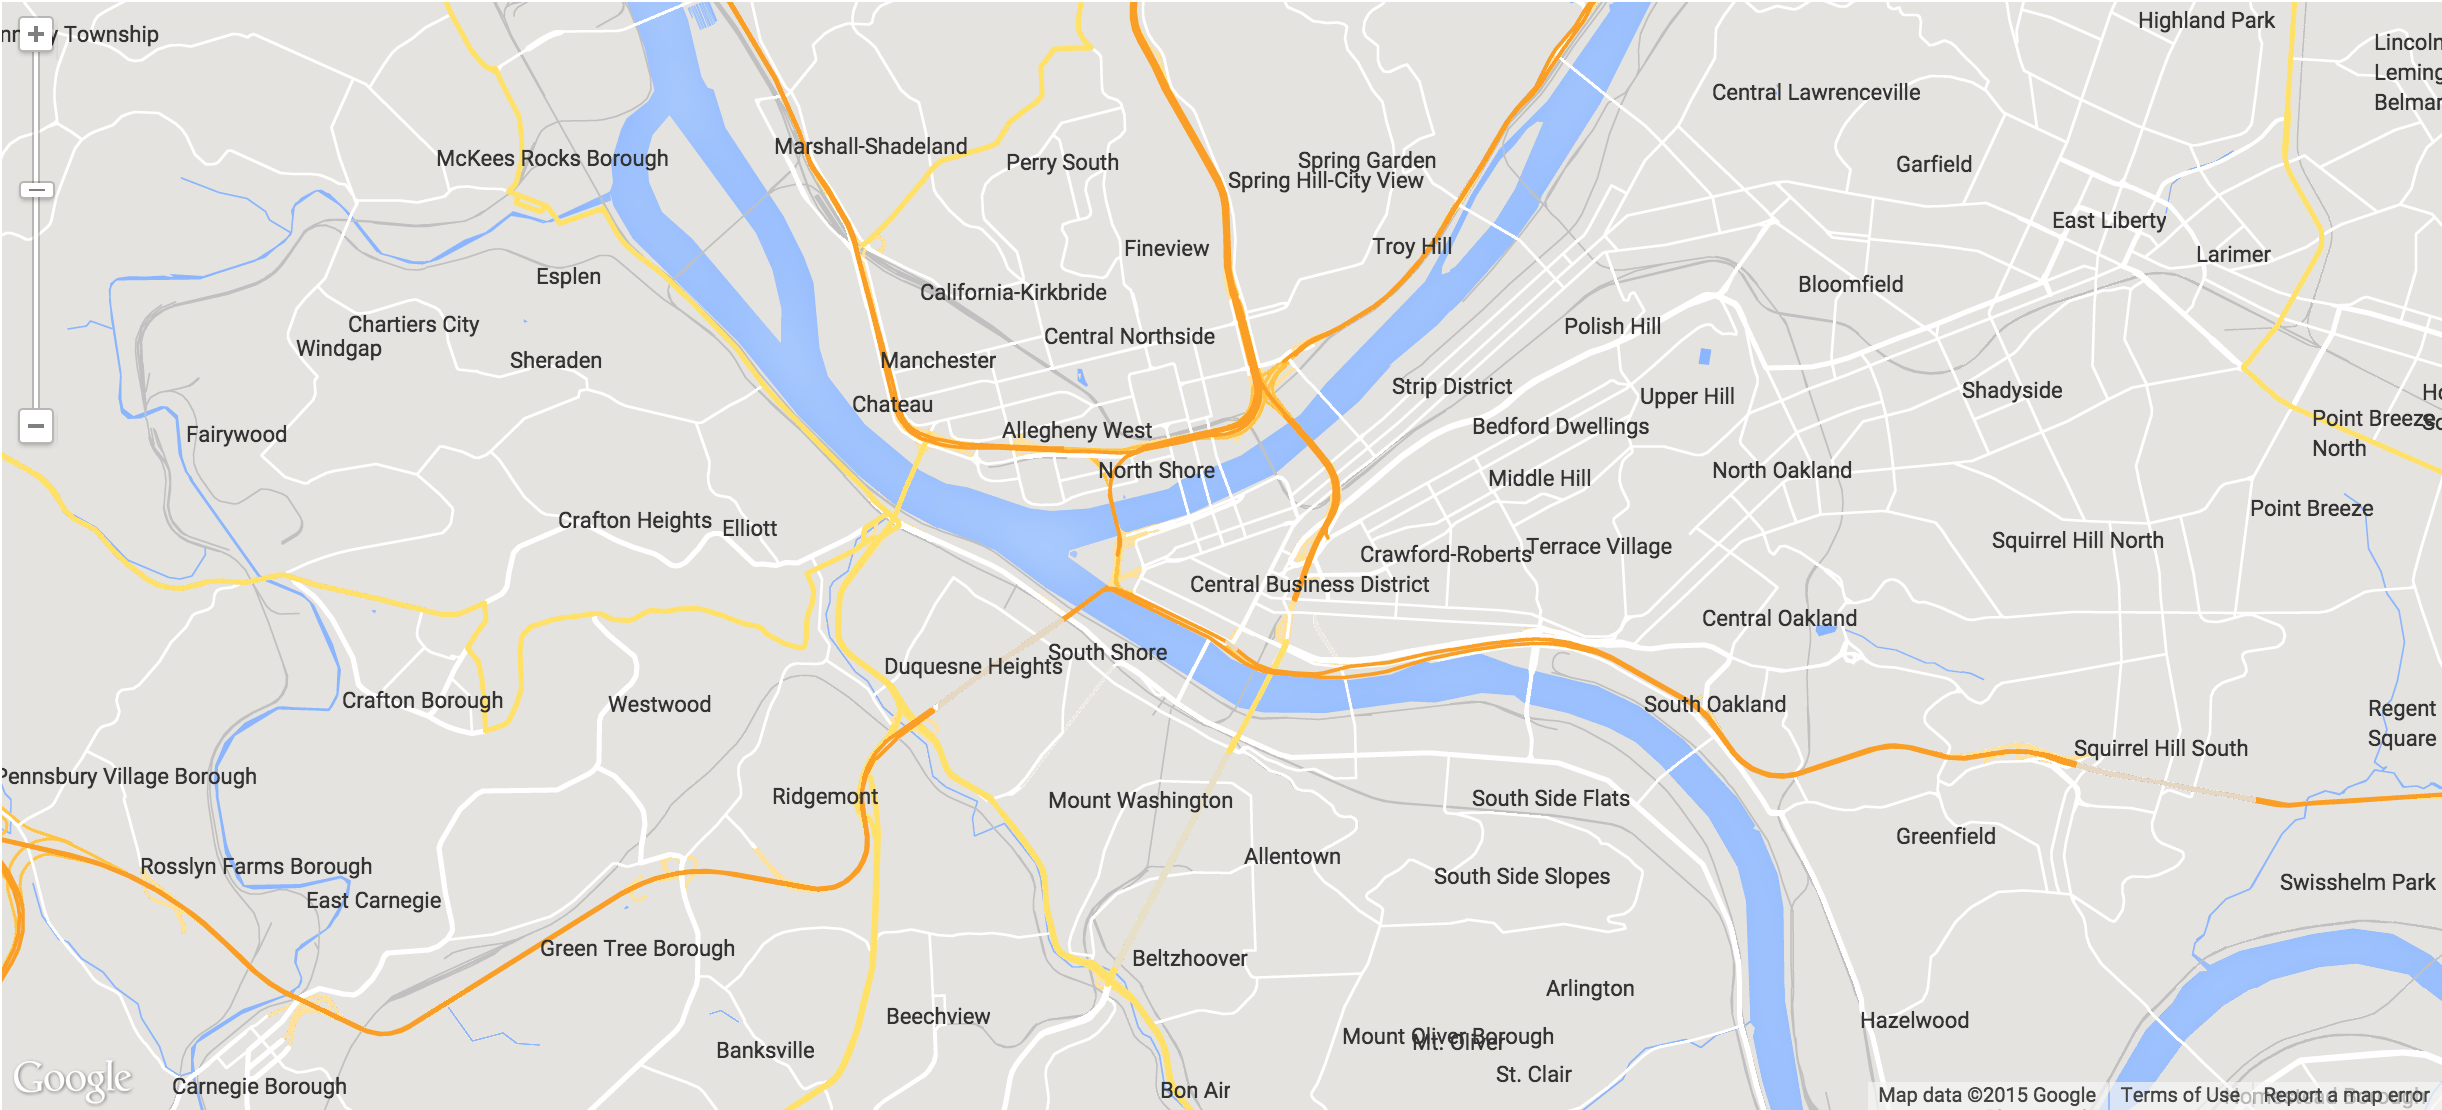 Highland Park
Township
Lincoln
Leming
Belmar
Central Lawrenceville
Marshall-Shadeland
McKees Rocks Borough
Perry South
Spring Garden
Spring Hill-City View
Garfield
East Liberty
Larimer
Troy Hill
Fineview
Esplen
Bloomfield
California-Kirkbride
Chartiers City
Windgap
Central Northside
Polish Hill
Sheraden
Manchester
Strip District
Upper Hill
Shadyside
Chateau
Point Breeze
North
Fairywood
Allegheny West
Bedford Dwellings
North Shore
Middle Hill
North Oakland
Point Breeze
Crafton Heights
Elliott
Squirrel Hill North
Crawford-Roberts
Terrace Village
Central Business District
Central Oakland
South Shore
Duquesne Heights
Crafton Borough
Westwood
South Oakland
Regent
Square
Squirrel Hill South
Pennsbury Village Borough
Ridgemont
Mount Washington
South Side Flats
Greenfield
Allentown
Rosslyn Farms Borough
South Side Slopes
Swisshelm Park
East Carnegie
Green Tree Borough
Beltzhoover
Arlington
Beechview
Hazelwood
Mount Oliver Borough
Mt. Oliver
Banksville
St. Clair
Google
Carnegie Borough
Bon Air
Map data ©2015 Google
Terms of Use
Report a map error
Homestead Borough